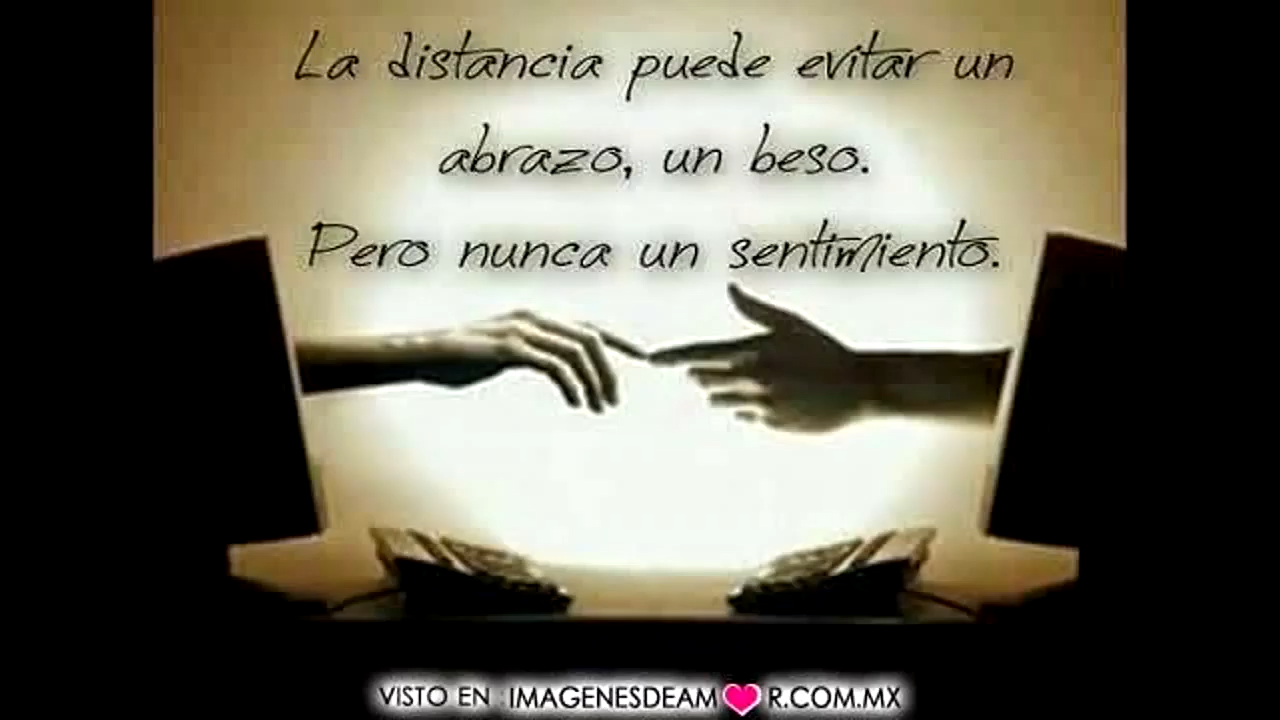 La distancia puede evitar un
abrazo, un beso.
Pero nunca un sentimiento.
VISTO EN : IMAGENESDEAM❤R.COM.MX